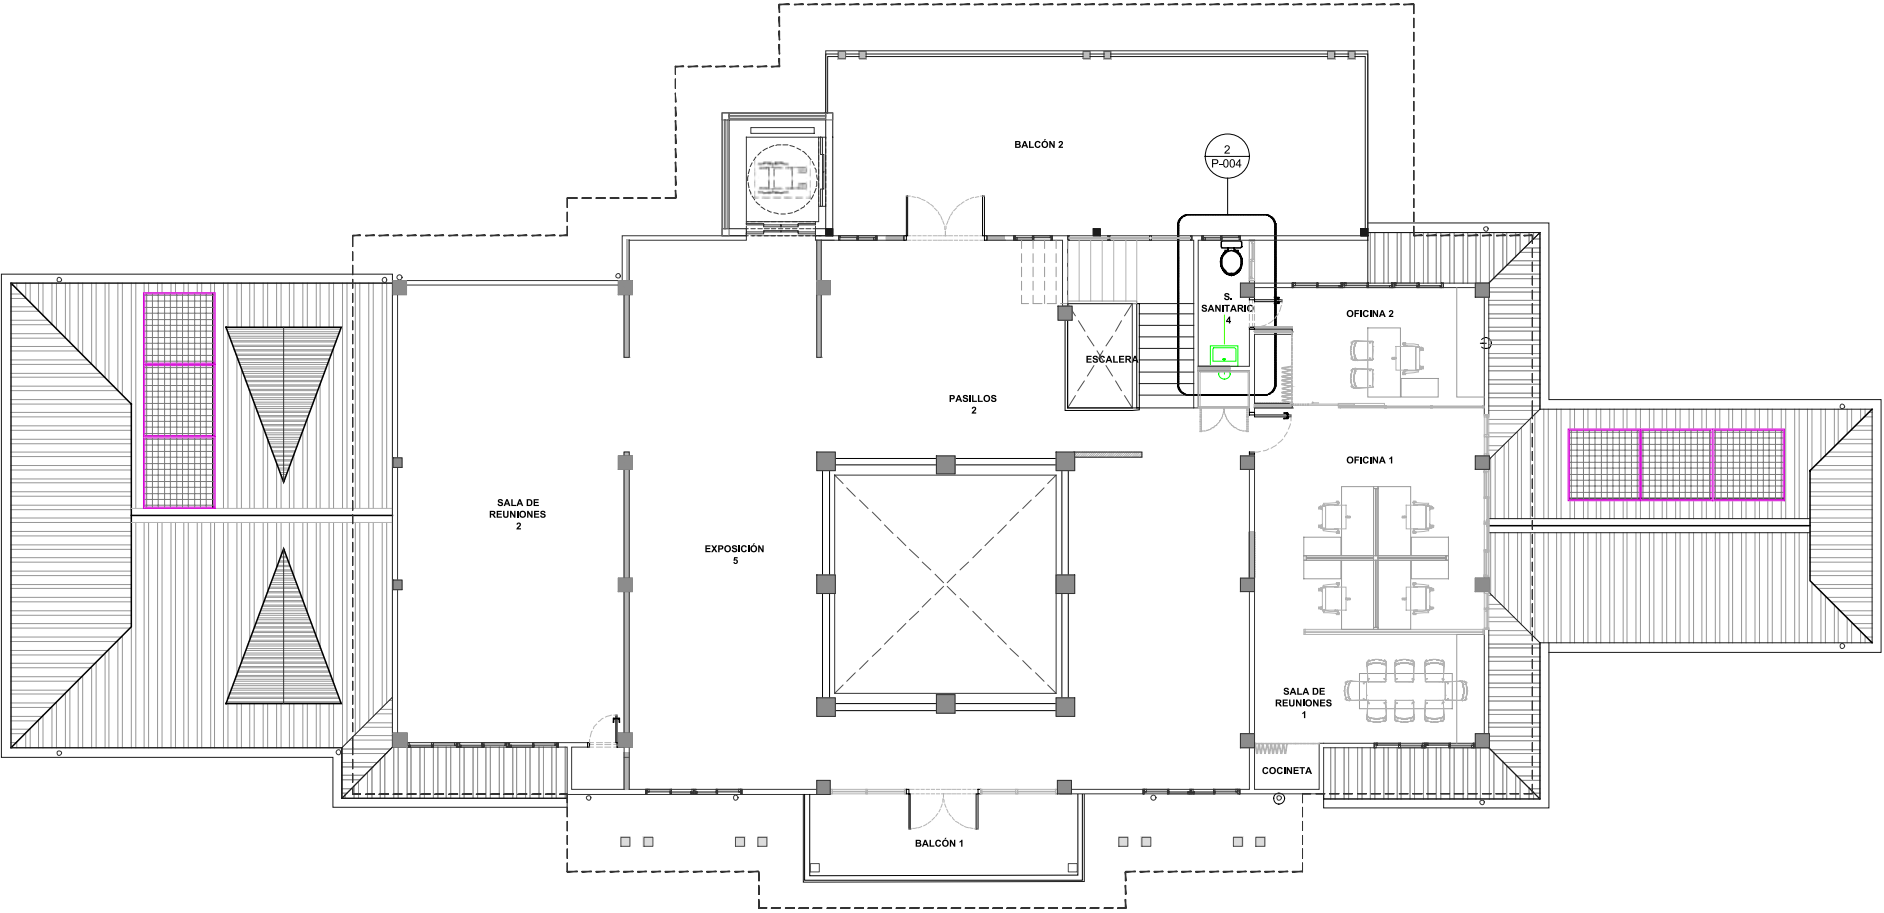 BALCÓN 2
2
P-004
S.
SANITARIO
4
OFICINA 2
ESCALERA
PASILLOS
2
OFICINA 1
SALA DE
REUNIONES
2
EXPOSICIÓN
5
SALA DE
REUNIONES
1
COCINETA
BALCÓN 1